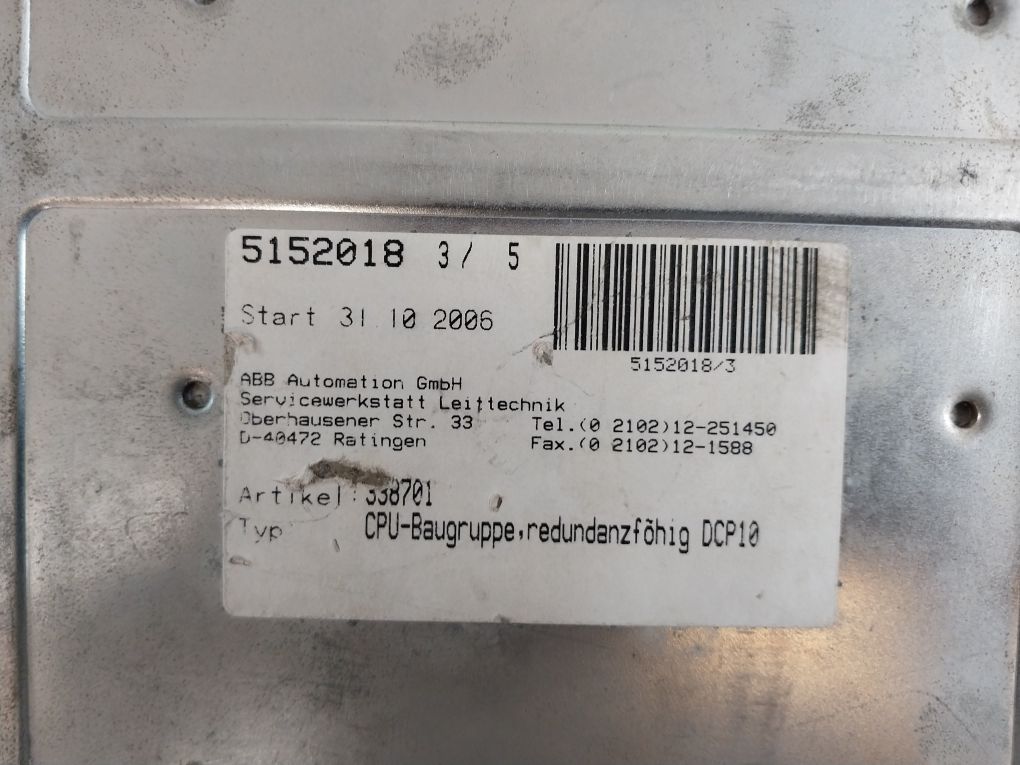 5152018 3/ 5
Start 31.10 2006
5152018/3
ABB Automation GmbH
Servicewerkstatt Leittechnik
Oberhausener Str. 33 Tel.(0 2102)12-251450
D-40472 Ratingen Fax.(0 2102)12-1588
Artikel: 338701
Typ CPU-Baugruppe,redundanzfõhig DCP10